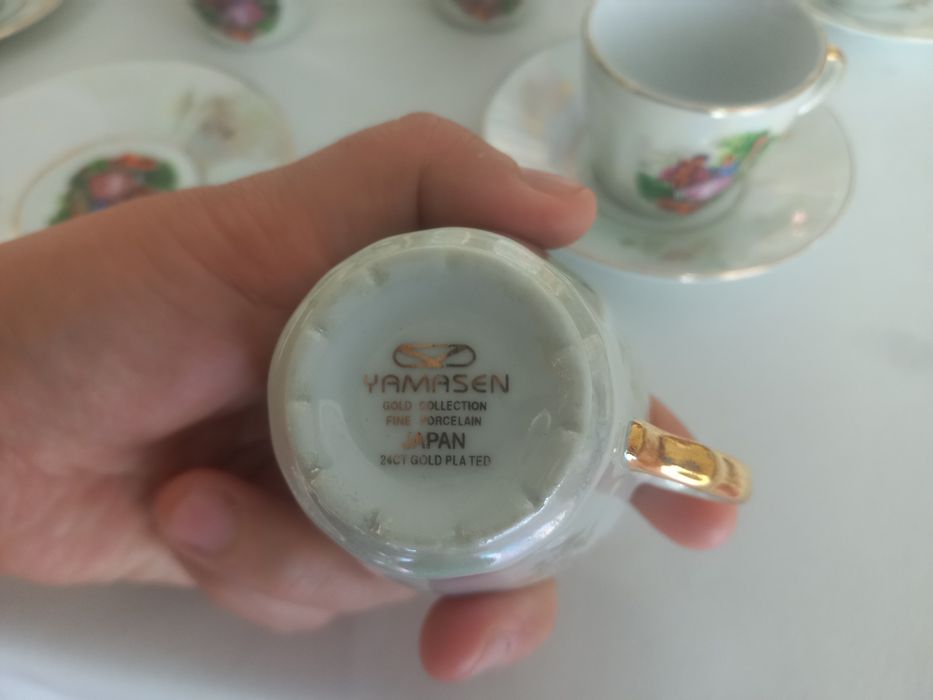 YAMASEN
GOLD COLLECTION
FINE PORCELAIN
JAPAN
24CT GOLD PLATED